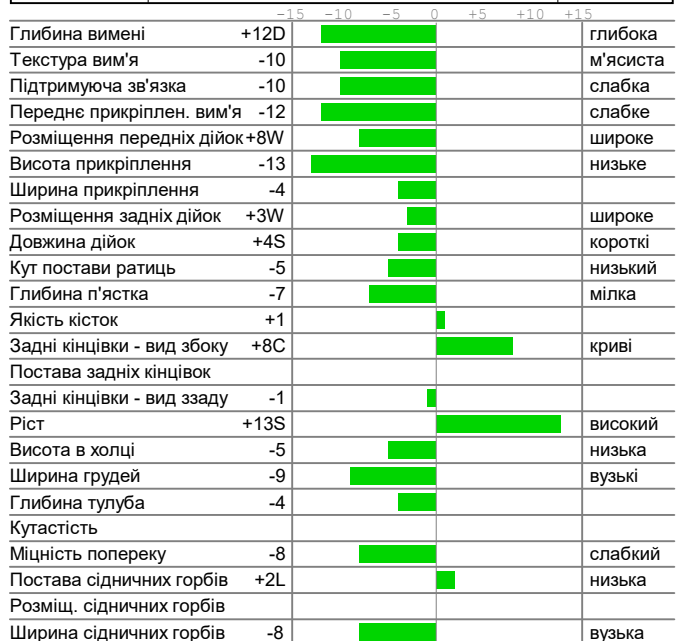 -15 -10 -5 0 +5 +10 +15
Глибина вимені +12D глибока
Текстура вим'я -10 м'ясиста
Підтримуюча зв'язка -10 слабка
Переднє прикріплен. вим'я -12 слабке
Розміщення передніх дійок +8W широке
Висота прикріплення -13 низьке
Ширина прикріплення -4
Розміщення задніх дійок +3W широке
Довжина дійок +4S короткі
Кут постави ратиць -5 низький
Глибина п'ястка -7 мілка
Якість кісток +1
Задні кінцівки - вид збоку +8C криві
Постава задніх кінцівок
Задні кінцівки - вид ззаду -1
Ріст +13S високий
Висота в холці -5 низька
Ширина грудей -9 вузькі
Глибина тулуба -4
Кутастість
Міцність попереку -8 слабкий
Постава сідничних горбів +2L низька
Розміщ. сідничних горбів
Ширина сідничних горбів -8 вузька